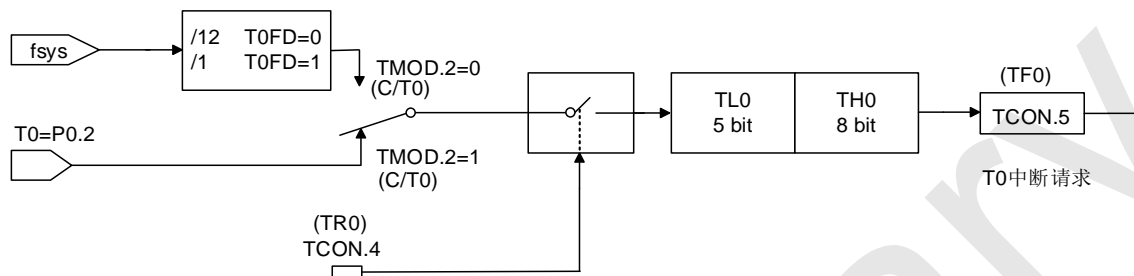 fsys
/12 T0FD=0
/1 T0FD=1
TMOD.2=0
(C/T0)
T0=P0.2
TMOD.2=1
(C/T0)
(TR0)
TCON.4
TL0
5 bit
TH0
8 bit
(TF0)
TCON.5
T0中断请求